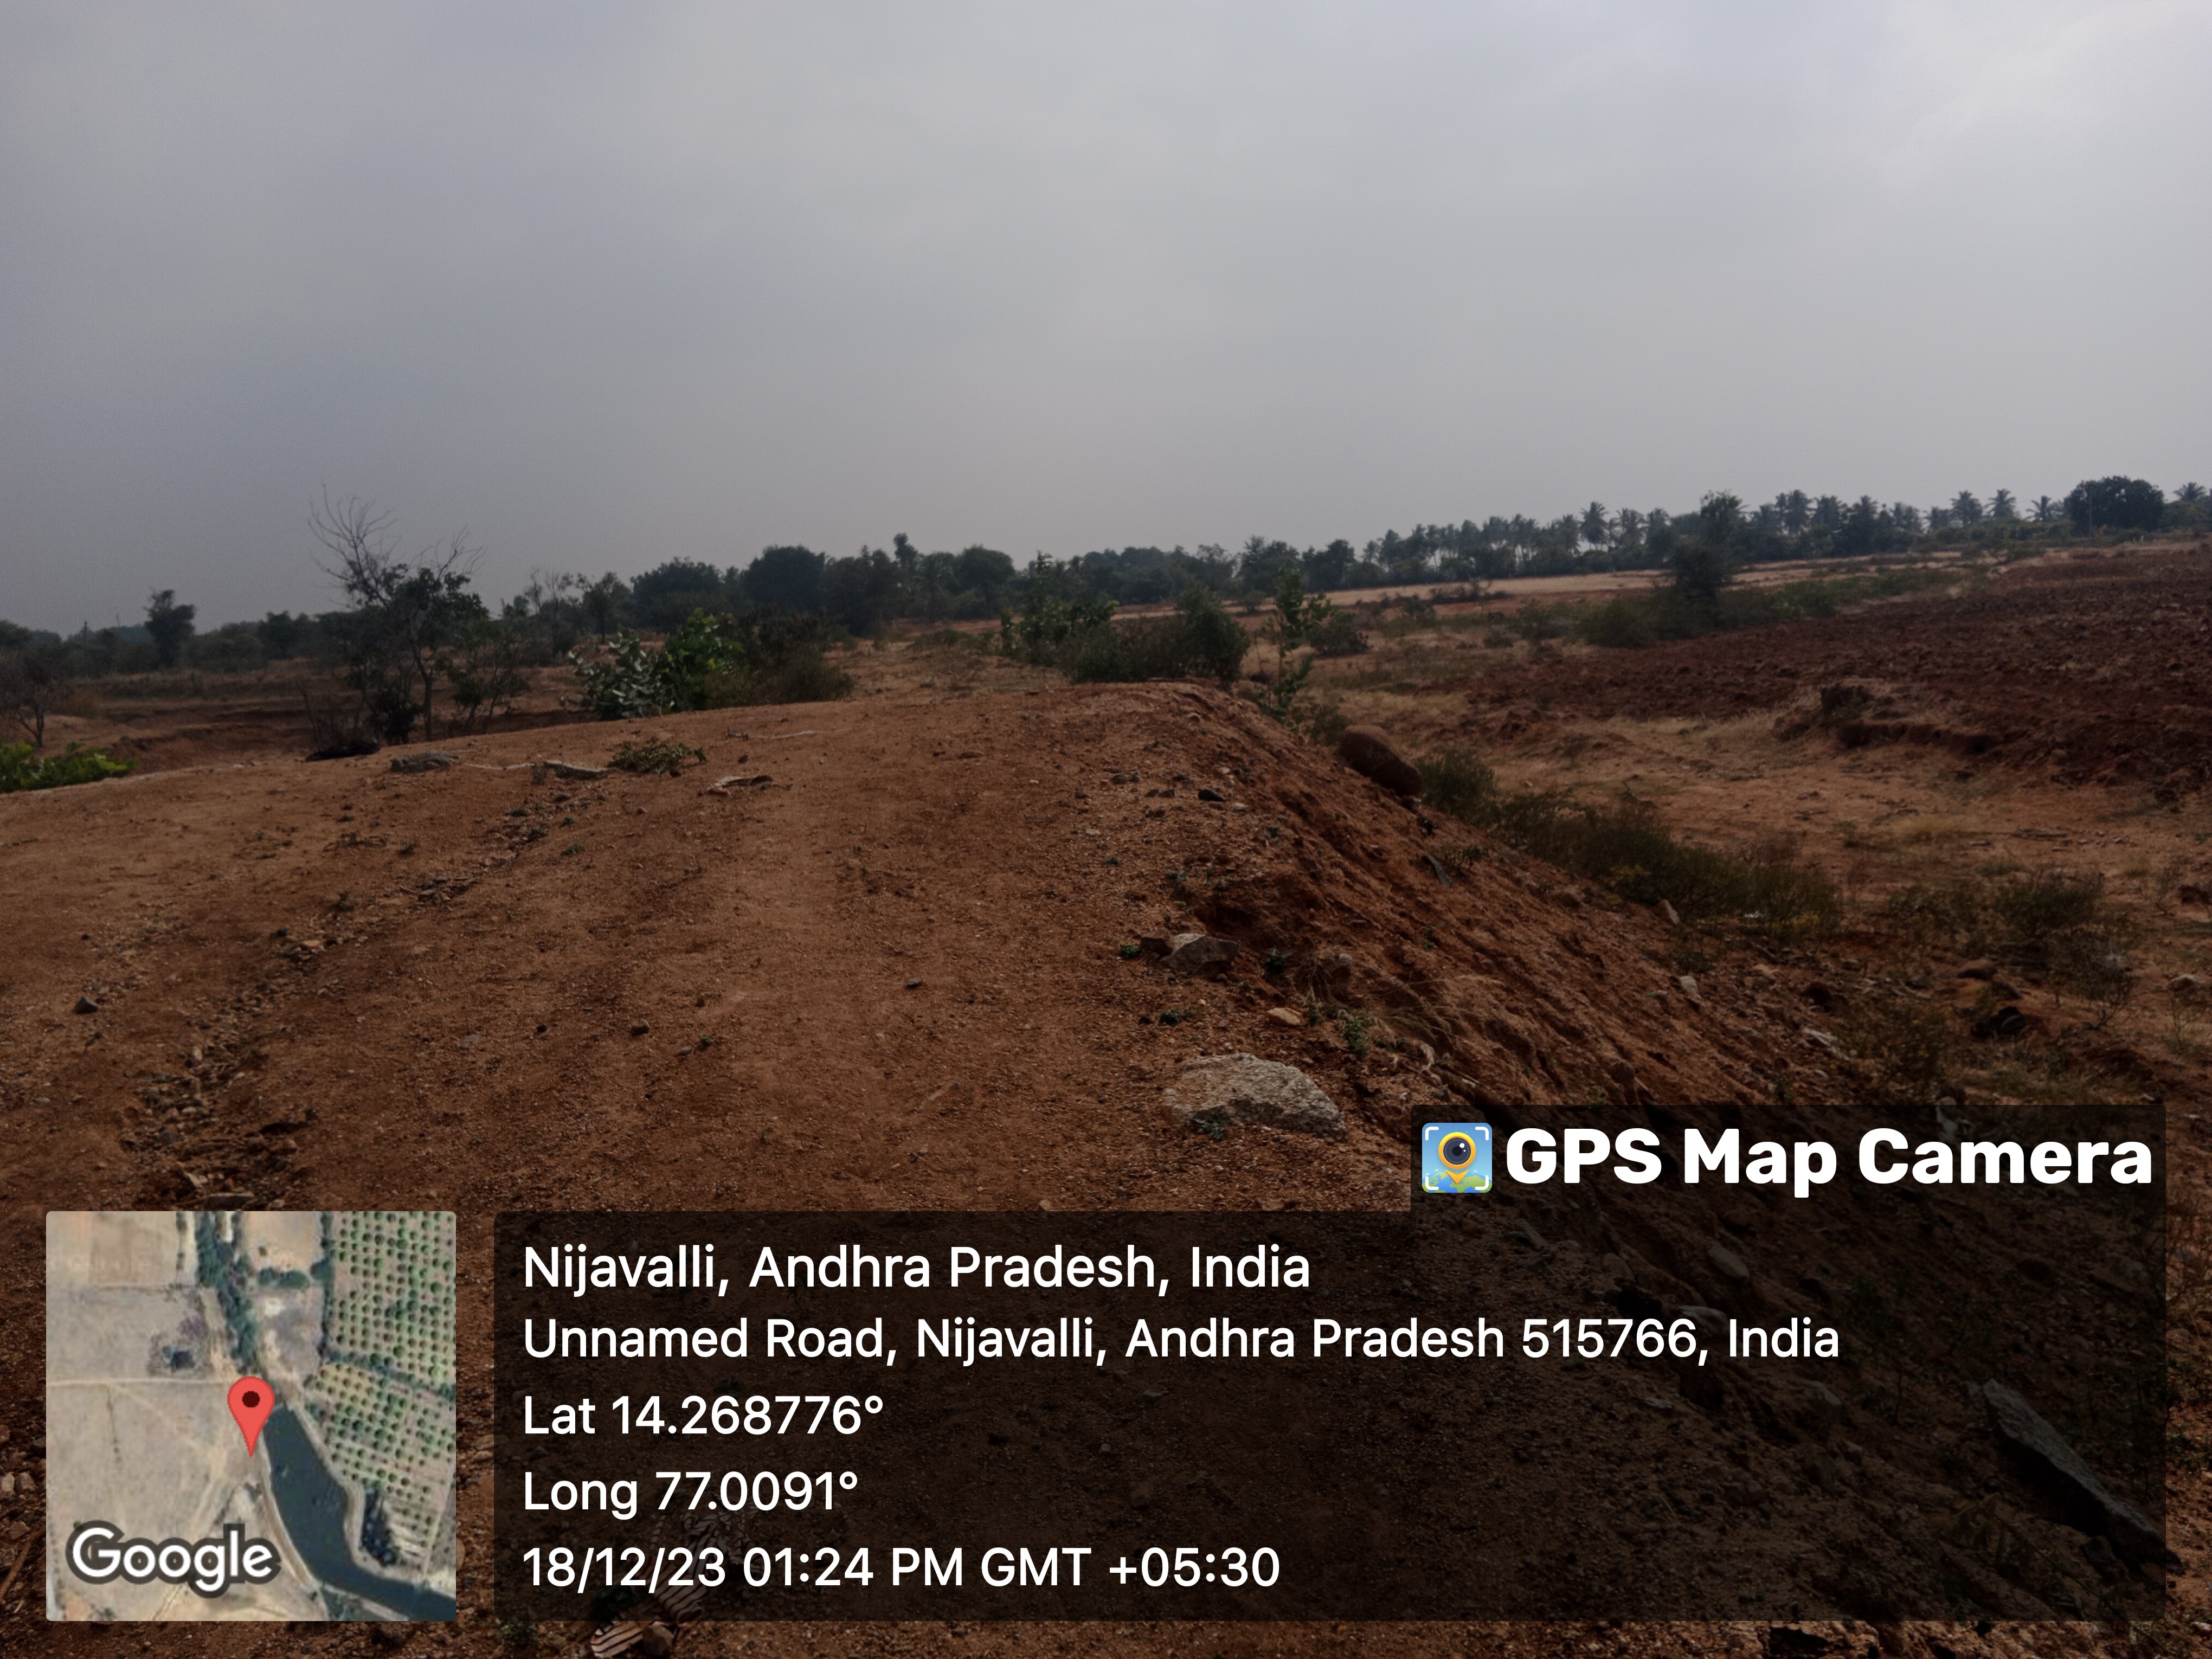 GPS Map Camera
Nijavalli, Andhra Pradesh, India
Unnamed Road, Nijavalli, Andhra Pradesh 515766, India
Lat 14.268776°
Long 77.0091°
18/12/23 01:24 PM GMT +05:30
Google